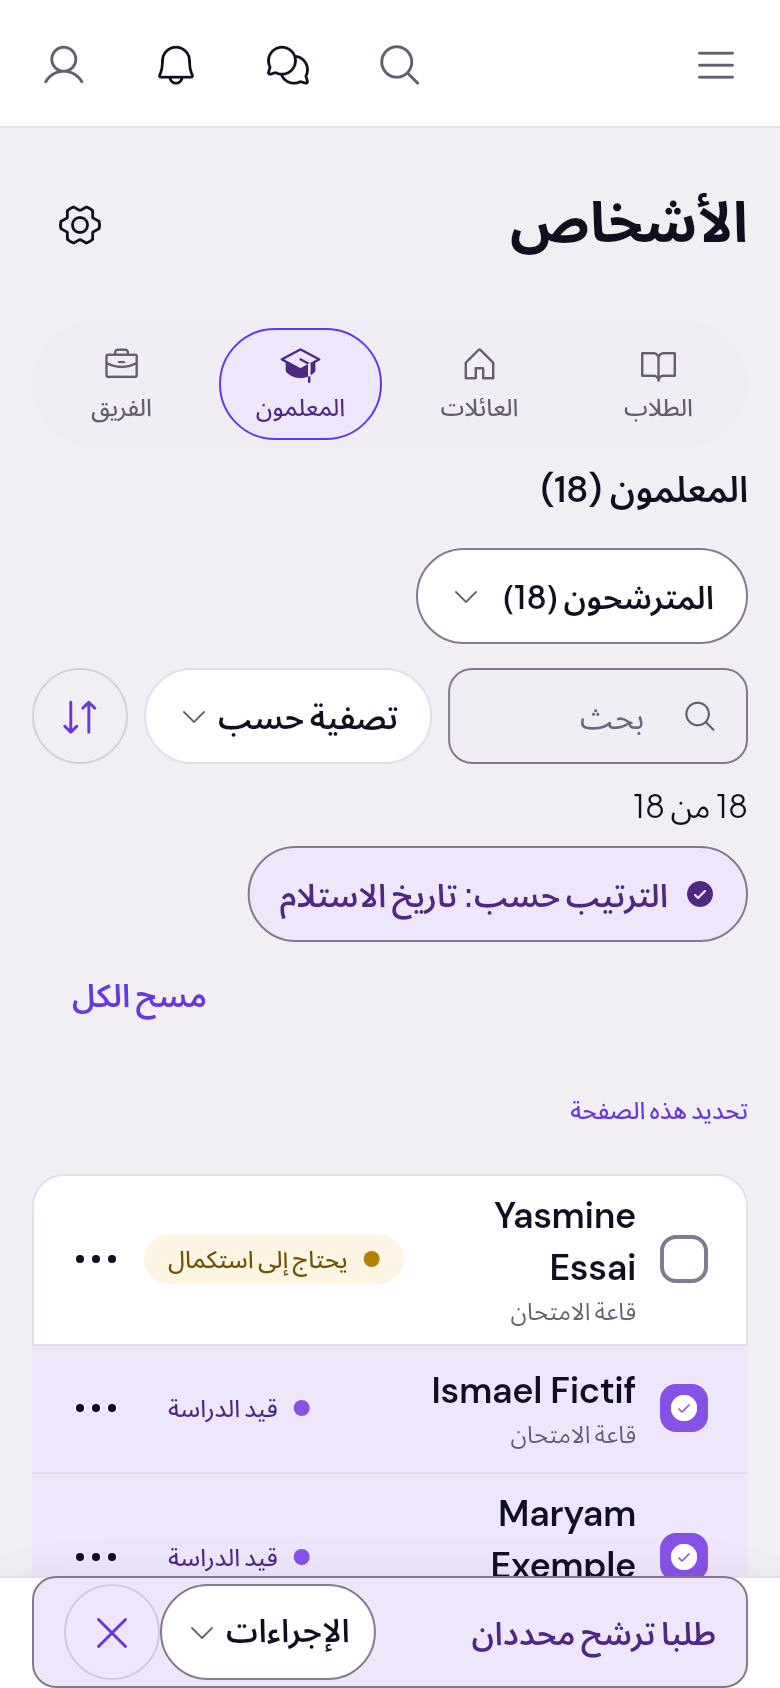 الأشخاص
الطلاب
العائلات
المعلمون
الفريق
المعلمون (18)
المترشحون (18)
بحث
تصفية حسب
18 من 18
الترتيب حسب: تاريخ الاستلام
مسح الكل
تحديد هذه الصفحة
Yasmine
Essai
قاعة الامتحان
يحتاج إلى استكمال
Ismael Fictif
قاعة الامتحان
قيد الدراسة
Maryam
Exemple
قيد الدراسة
طلبا ترشح محددان
الإجراءات